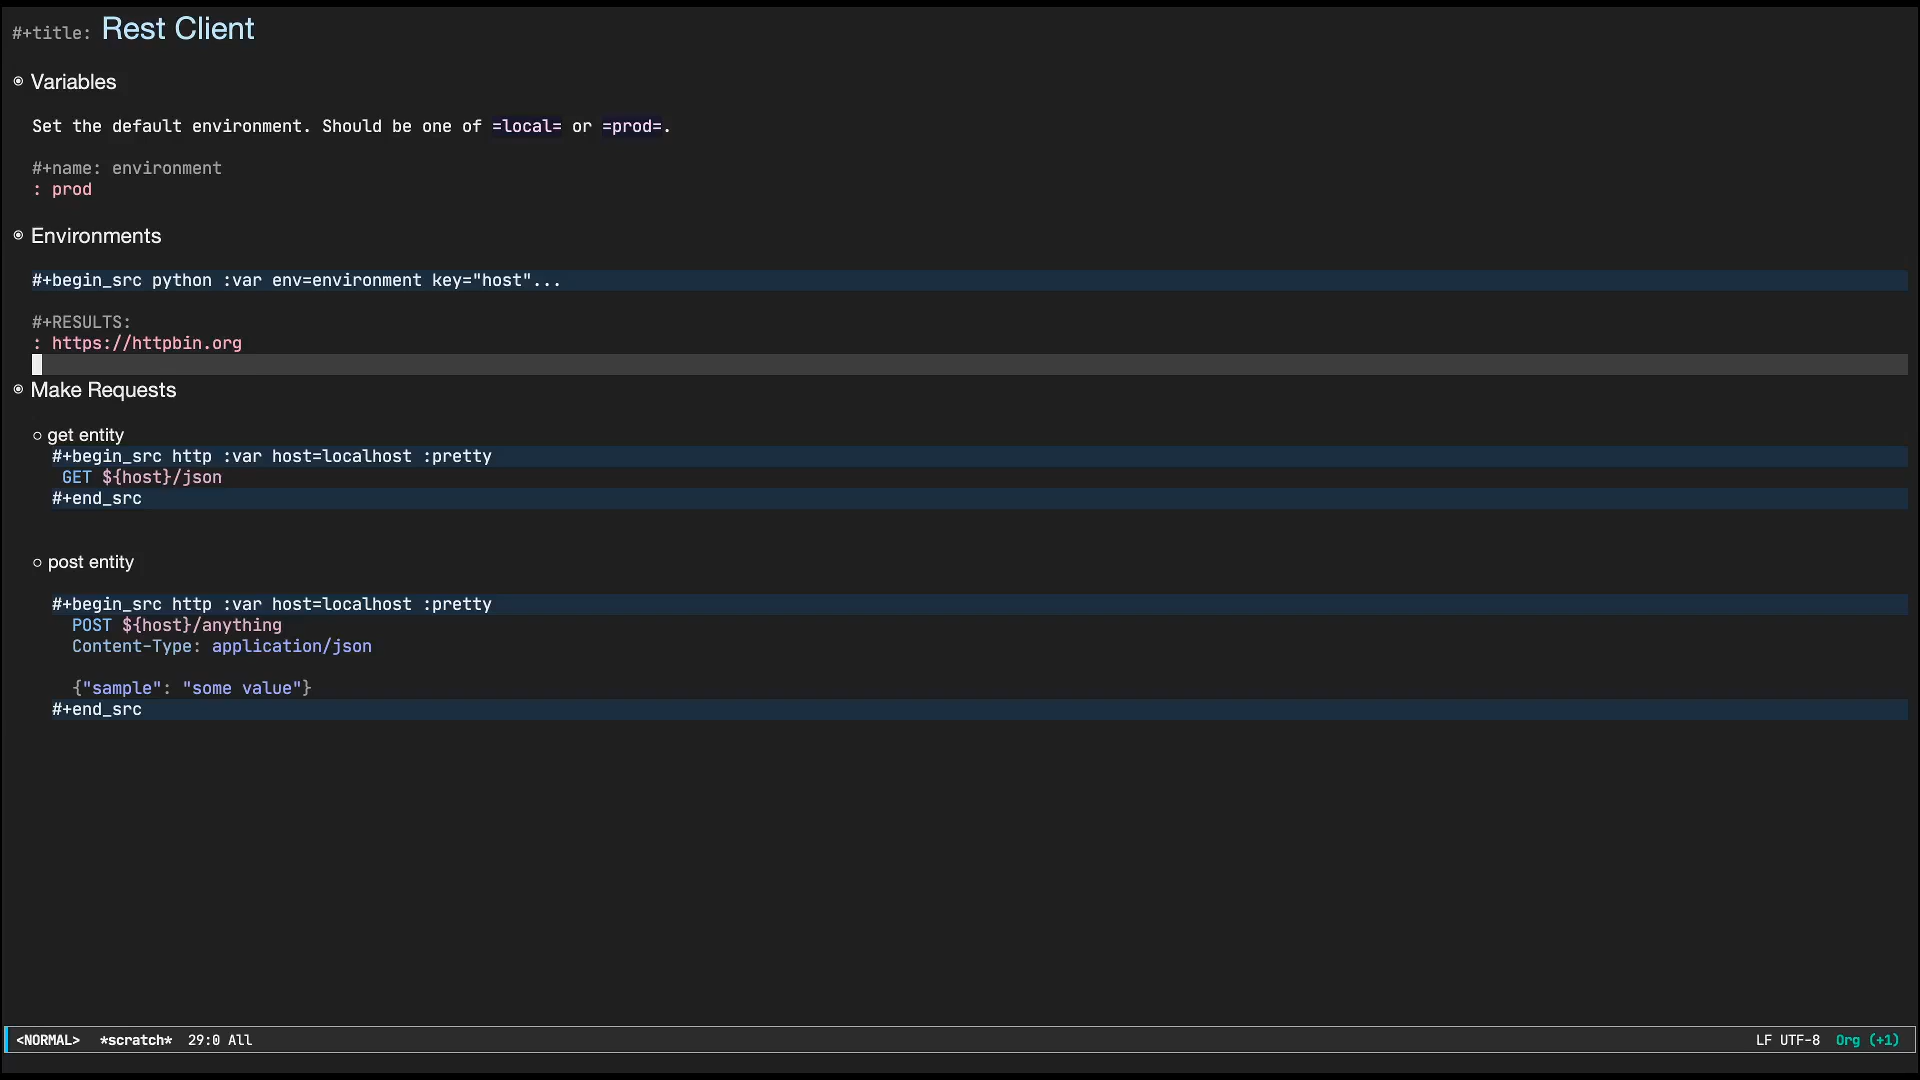 #+title: Rest Client
Variables
Set the default environment. Should be one of =local= or =prod=.
#+name: environment
: prod
Environments
#+begin_src python :var env=environment key="host"...
#+RESULTS:
: https://httpbin.org
Make Requests
get entity
#+begin_src http :var host=localhost :pretty
GET ${host}/json
#+end_src
post entity
#+begin_src http :var host=localhost :pretty
POST ${host}/anything
Content-Type: application/json
{"sample": "some value"}
#+end_src
<NORMAL> *scratch* 29:0 All LF UTF-8 Org (+1)